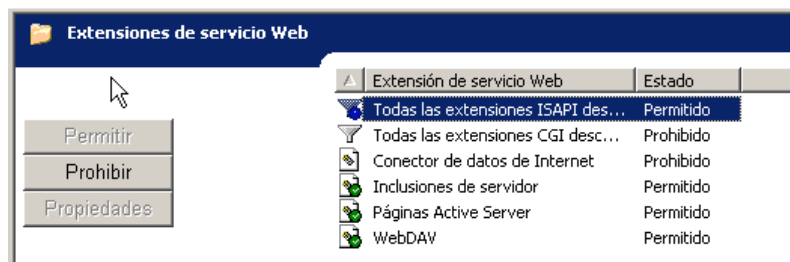 Extensiones de servicio Web
Extensión de servicio Web Estado
Todas las extensiones ISAPI des... Permitido
Permitir
Todas las extensiones CGI desc... Prohibido
Prohibir
Conector de datos de Internet Prohibido
Inclusiones de servidor Permitido
Propiedades
Páginas Active Server Permitido
WebDAV Permitido